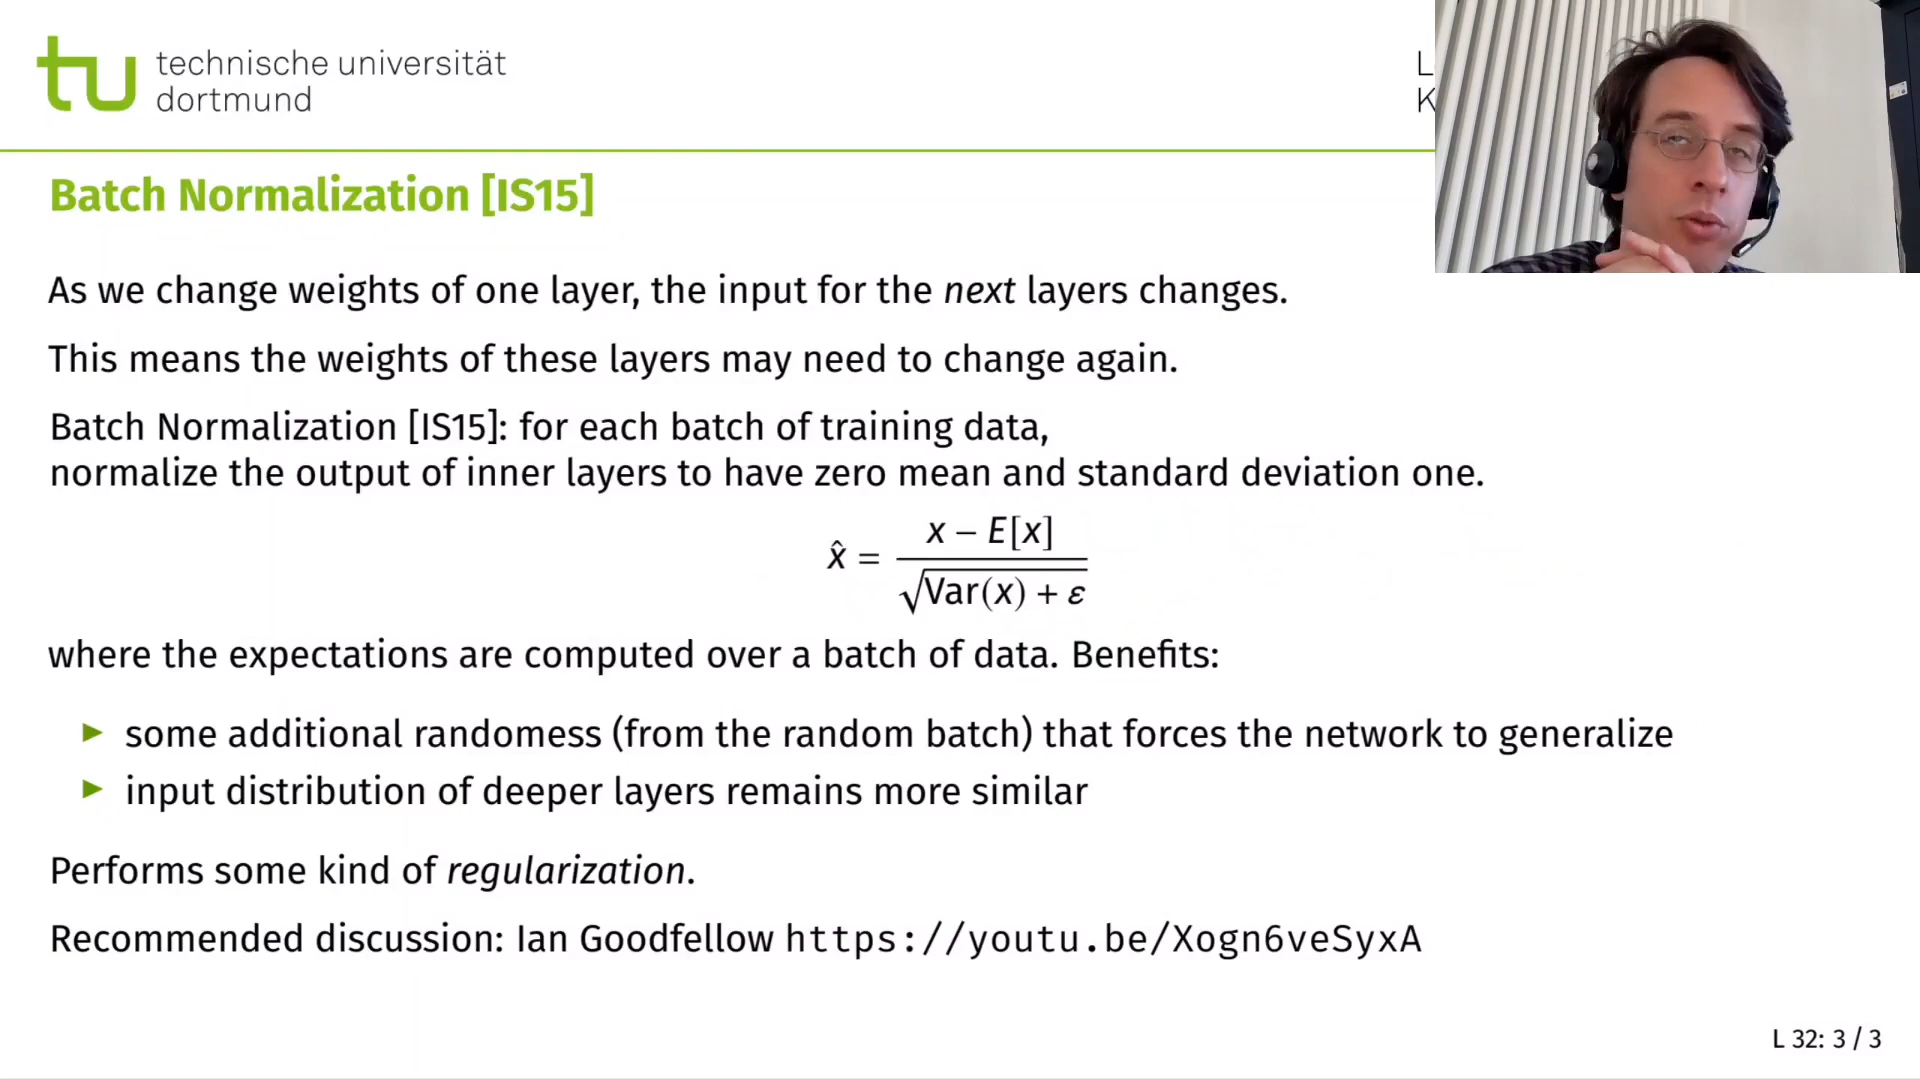 technische universität
dortmund
L
K
Batch Normalization [IS15]
As we change weights of one layer, the input for the next layers changes.
This means the weights of these layers may need to change again.
Batch Normalization [IS15]: for each batch of training data,
normalize the output of inner layers to have zero mean and standard deviation one.
x̂ = (x − E[x]) / √(Var(x) + ε)
where the expectations are computed over a batch of data. Benefits:
▶ some additional randomess (from the random batch) that forces the network to generalize
▶ input distribution of deeper layers remains more similar
Performs some kind of regularization.
Recommended discussion: Ian Goodfellow https://youtu.be/Xogn6veSyxA
L 32: 3 / 3